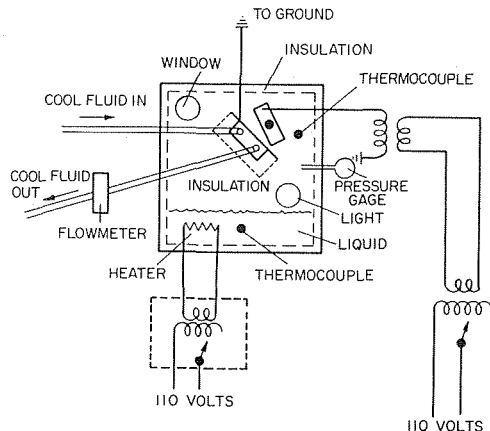 TO GROUND
INSULATION
WINDOW
THERMOCOUPLE
COOL FLUID IN
COOL FLUID
OUT
INSULATION
PRESSURE
GAGE
LIGHT
FLOWMETER
LIQUID
HEATER
THERMOCOUPLE
110 VOLTS
110 VOLTS